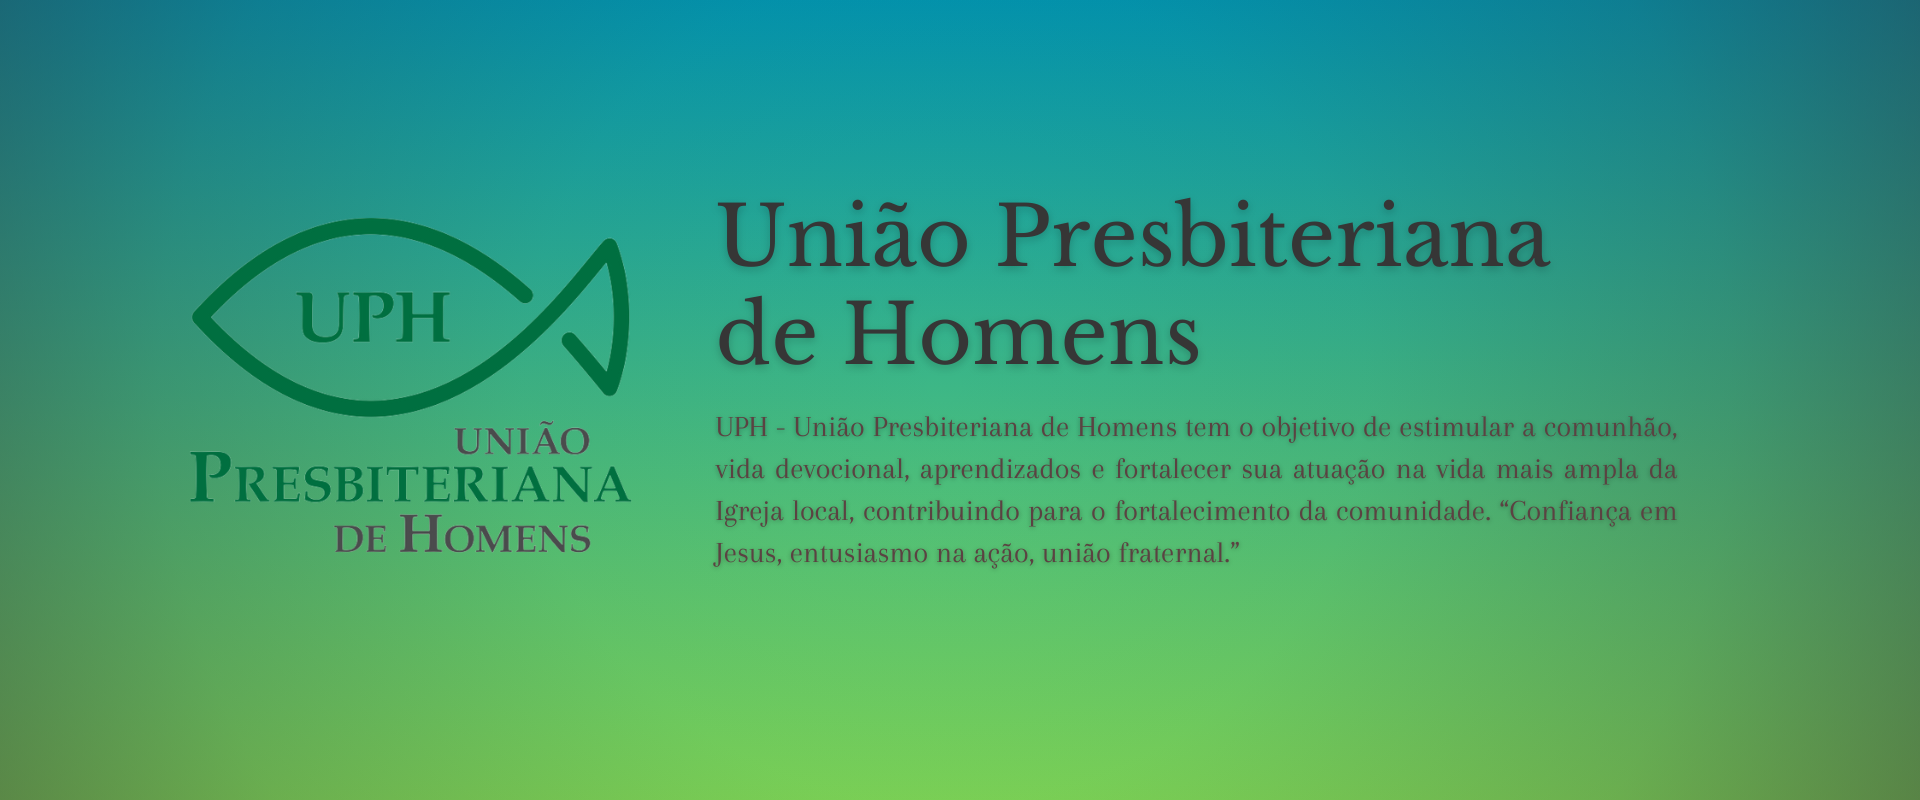 UPH
UNIÃO
PRESBITERIANA
DE HOMENS
União Presbiteriana
de Homens
UPH - União Presbiteriana de Homens tem o objetivo de estimular a comunhão,
vida devocional, aprendizados e fortalecer sua atuação na vida mais ampla da
Igreja local, contribuindo para o fortalecimento da comunidade. “Confiança em
Jesus, entusiasmo na ação, união fraternal.”